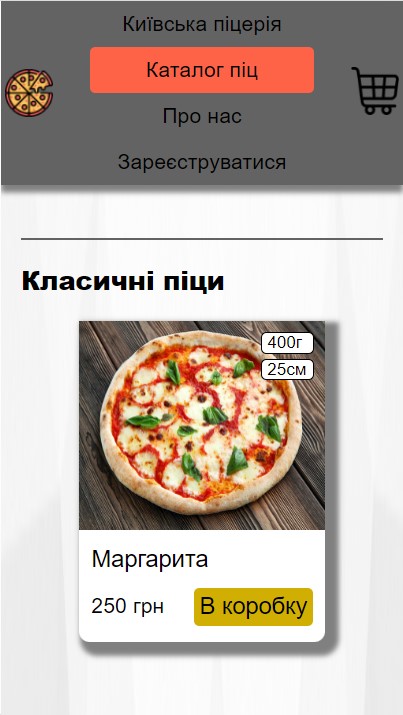 Київська піцерія
Каталог піц
Про нас
Зареєструватися
Класичні піци
400г
25см
Маргарита
250 грн
В коробку